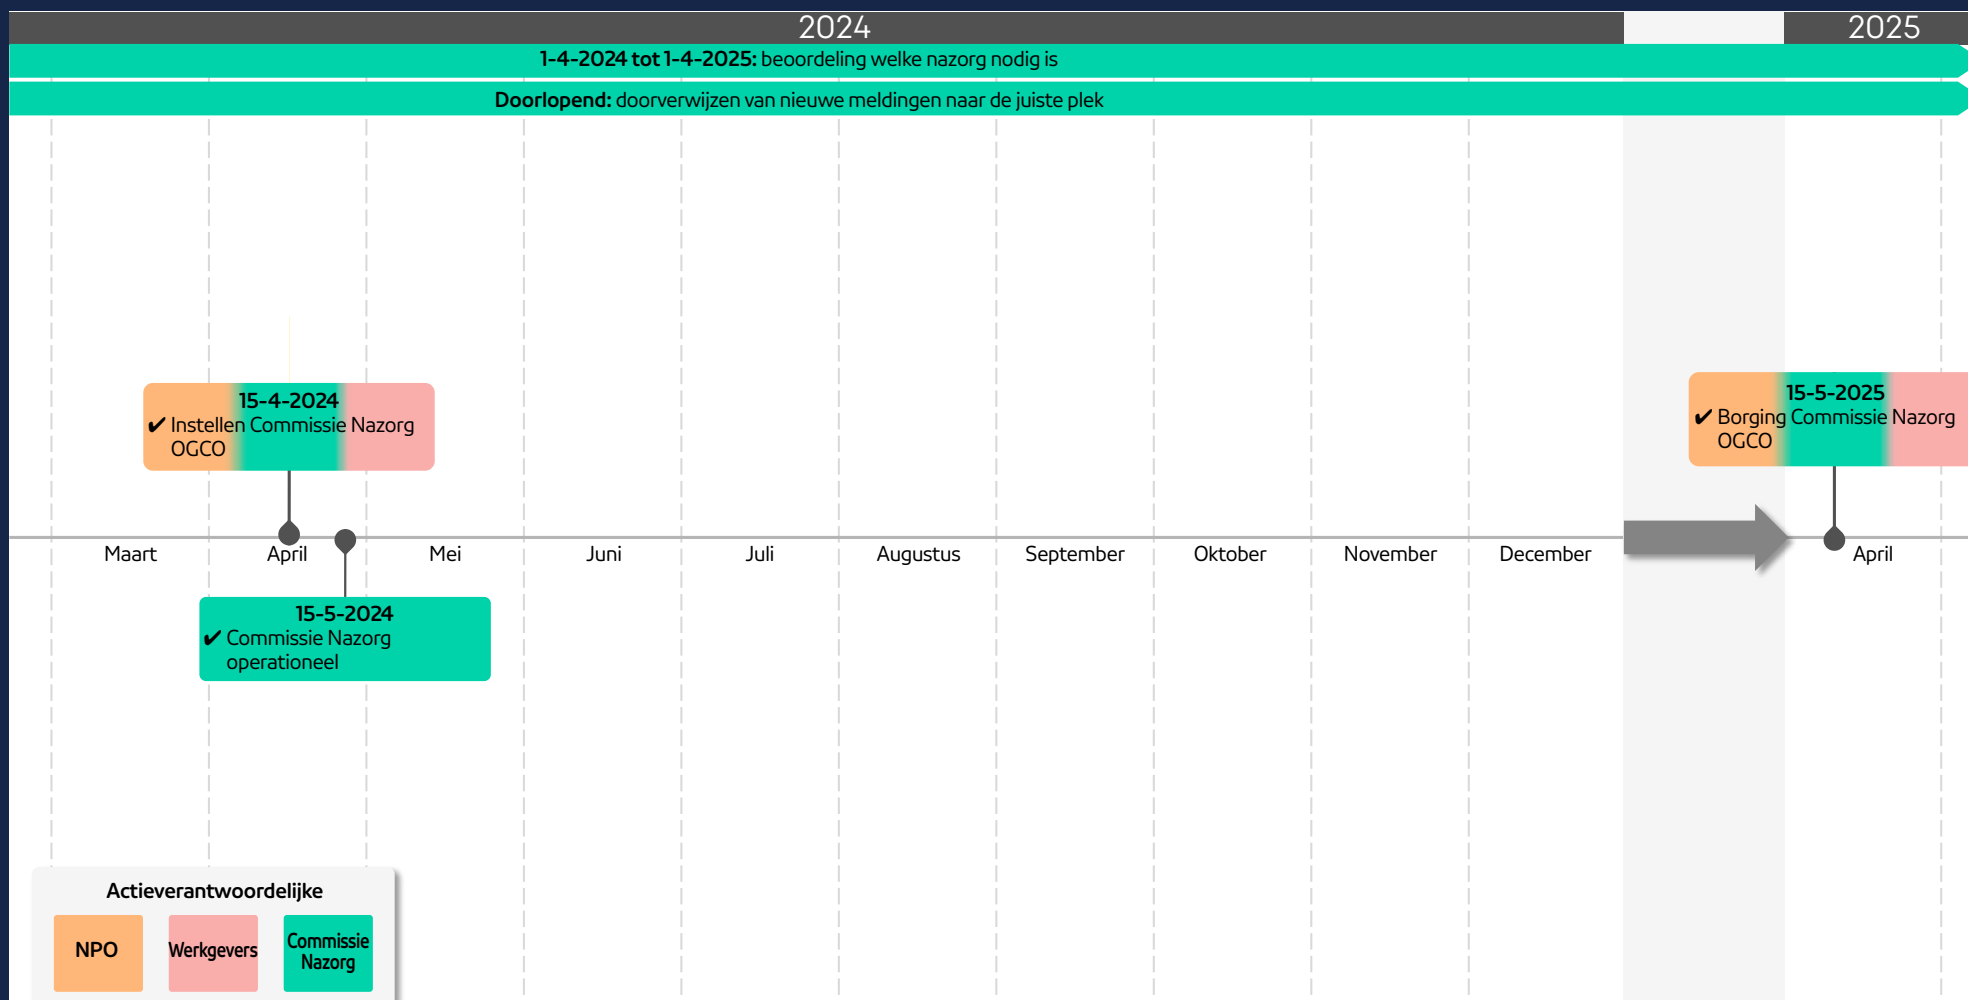 2024
2025
1-4-2024 tot 1-4-2025: beoordeling welke nazorg nodig is
Doorlopend: doorverwijzen van nieuwe meldingen naar de juiste plek
15-4-2024
✔ Instellen Commissie Nazorg
OGCO
15-5-2025
✔ Borging Commissie Nazorg
OGCO
Maart
April
Mei
Juni
Juli
Augustus
September
Oktober
November
December
April
15-5-2024
✔ Commissie Nazorg
operationeel
Actieverantwoordelijke
NPO
Werkgevers
Commissie
Nazorg